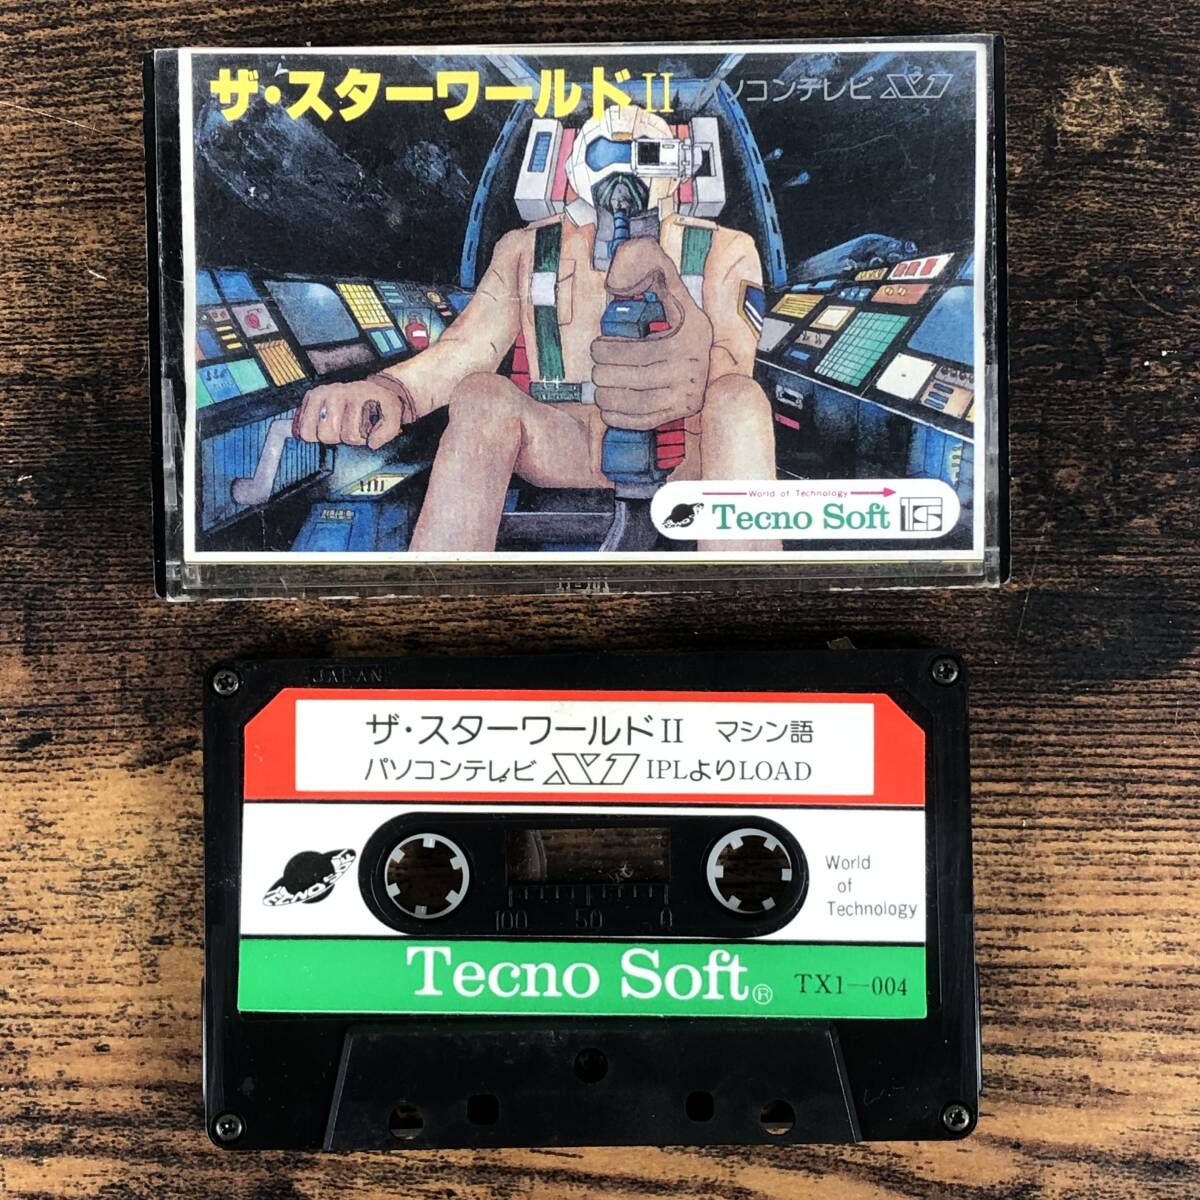 ザ・スターワールドII
パソコンテレビ X1
World of Technology
Tecno Soft
JAPAN
ザ・スターワールドII マシン語
パソコンテレビ X1 IPLよりLOAD
TECNO SOFT
World
of
Technology
100 50 0
Tecno Soft®
TX1-004